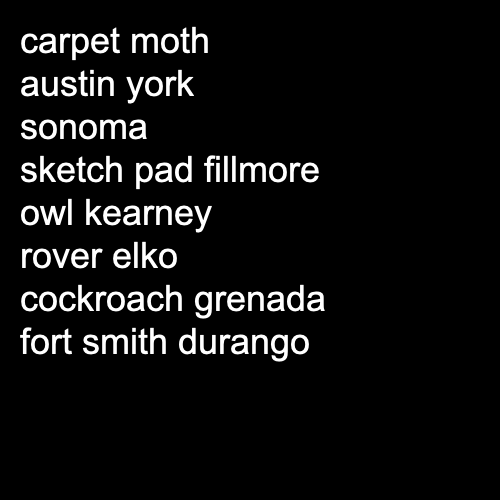 carpet moth
austin york
sonoma
sketch pad fillmore
owl kearney
rover elko
cockroach grenada
fort smith durango